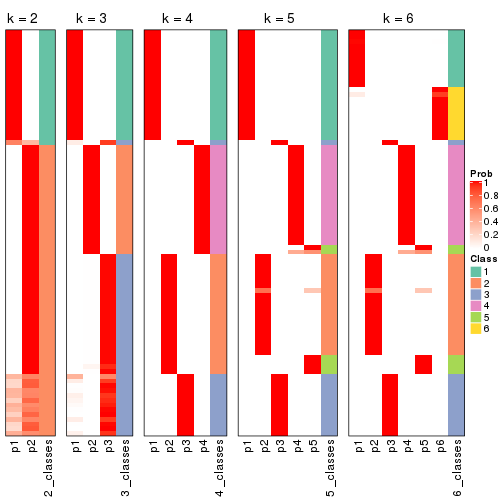 k = 2
k = 3
k = 4
k = 5
k = 6
Prob
1
0.8
0.6
0.4
0.2
0
Class
1
2
3
4
5
6
p1
p2
2_classes
p1
p2
p3
3_classes
p1
p2
p3
p4
4_classes
p1
p2
p3
p4
p5
5_classes
p1
p2
p3
p4
p5
p6
6_classes